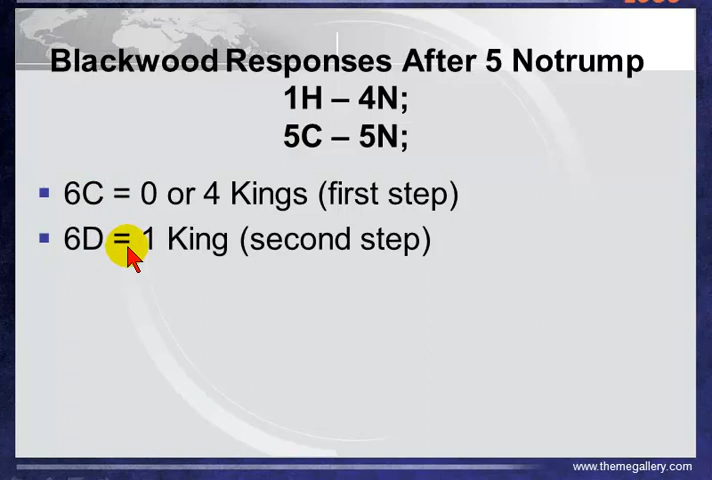 Blackwood Responses After 5 Notrump
1H – 4N;
5C – 5N;
6C = 0 or 4 Kings (first step)
6D = 1 King (second step)
www.themegallery.com